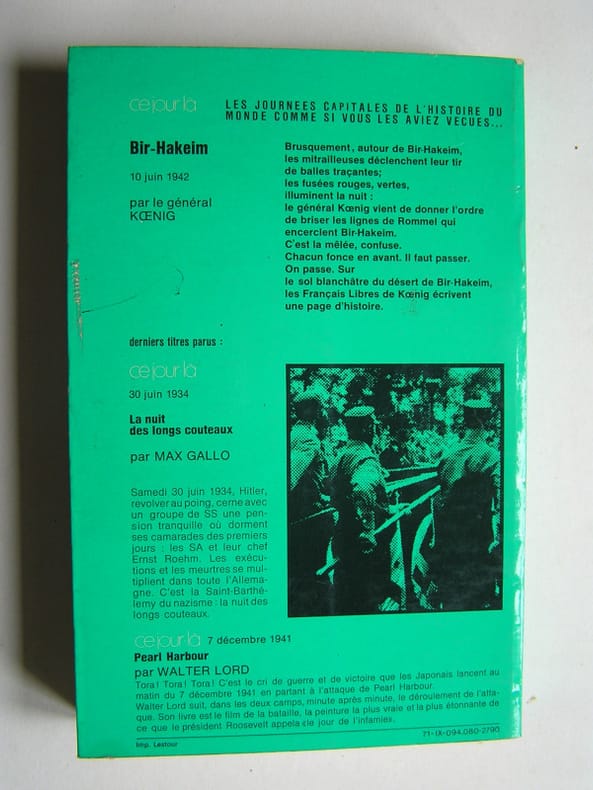 ce jour là
LES JOURNEES CAPITALES DE L'HISTOIRE DU
MONDE COMME SI VOUS LES AVIEZ VECUES...
Bir-Hakeim
10 juin 1942
par le général
KŒNIG
Brusquement, autour de Bir-Hakeim,
les mitrailleuses déclenchent leur tir
de balles traçantes;
les fusées rouges, vertes,
illuminent la nuit :
le général Kœnig vient de donner l'ordre
de briser les lignes de Rommel qui
encerclent Bir-Hakeim.
C'est la mêlée, confuse.
Chacun fonce en avant. Il faut passer.
On passe. Sur
le sol blanchâtre du désert de Bir-Hakeim,
les Français Libres de Kœnig écrivent
une page d'histoire.
derniers titres parus :
ce jour là
30 juin 1934
La nuit
des longs couteaux
par MAX GALLO
Samedi 30 juin 1934, Hitler,
revolver au poing, cerne avec
un groupe de SS une pen-
sion tranquille où dorment
ses camarades des premiers
jours : les SA et leur chef
Ernst Roehm. Les exécu-
tions et les meurtres se mul-
tiplient dans toute l'Allema-
gne. C'est la Saint-Barthé-
lemy du nazisme : la nuit des
longs couteaux.
ce jour là 7 décembre 1941
Pearl Harbour
par WALTER LORD
Tora! Tora! Tora! C'est le cri de guerre et de victoire que les Japonais lancent au
matin du 7 décembre 1941 en partant à l'attaque de Pearl Harbour.
Walter Lord suit, dans les deux camps, minute après minute, le déroulement de l'atta-
que. Son livre est le film de la bataille, la peinture la plus vraie et la plus étonnante de
ce que le président Roosevelt appela «le jour de l'infamie».
Imp. Lestour
71-IX-094.080-2790